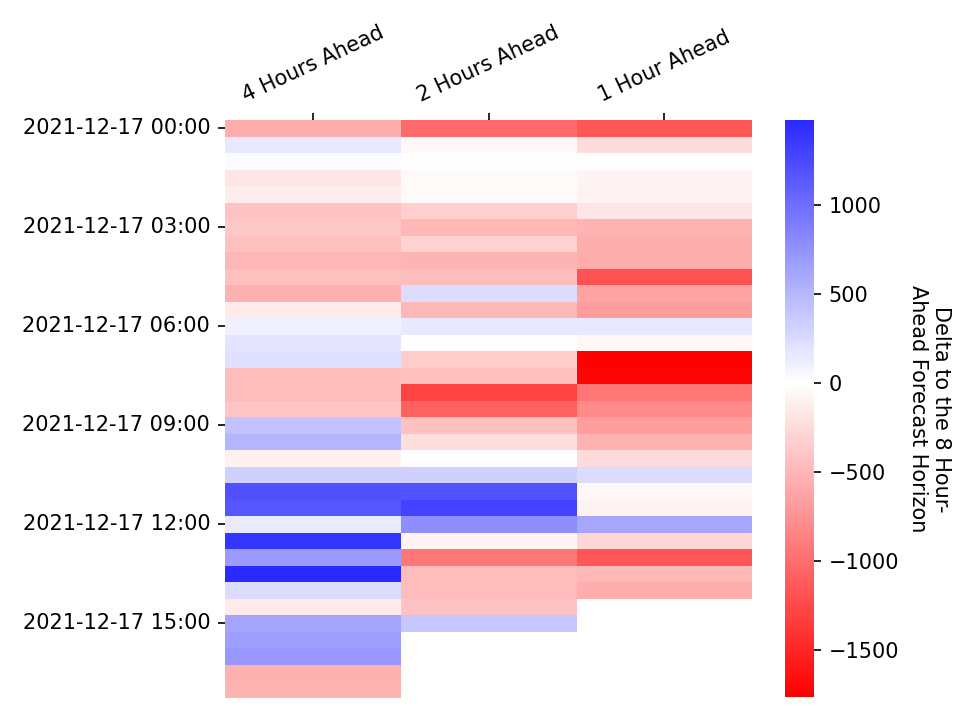 4 Hours Ahead
2 Hours Ahead
1 Hour Ahead
2021-12-17 00:00
2021-12-17 03:00
2021-12-17 06:00
2021-12-17 09:00
2021-12-17 12:00
2021-12-17 15:00
1000
500
0
−500
−1000
−1500
Delta to the 8 Hour-
Ahead Forecast Horizon